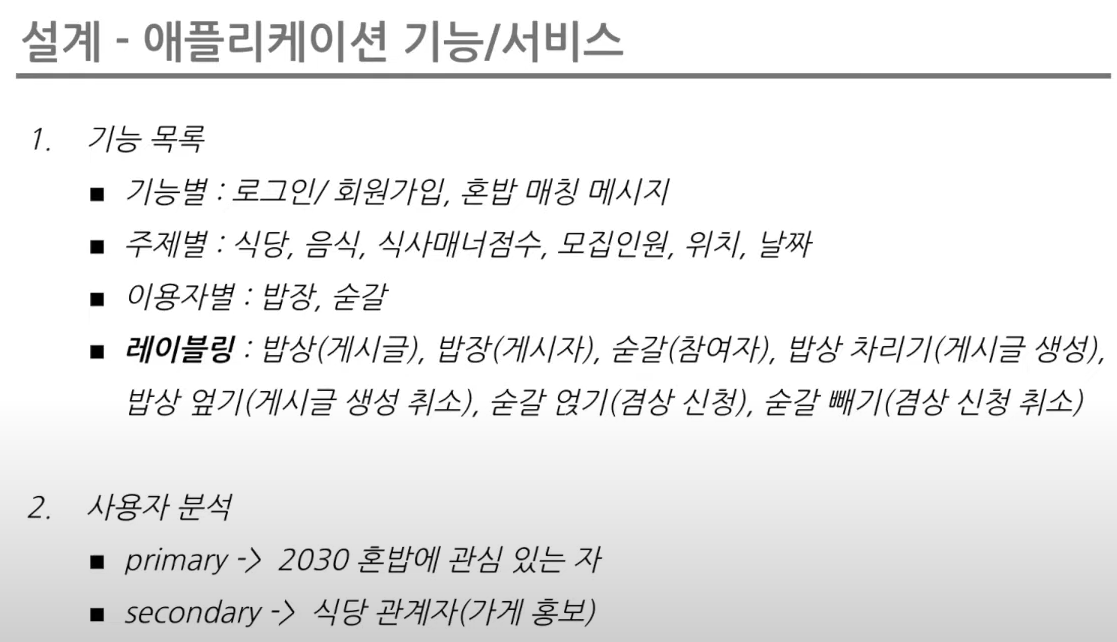 설계 - 애플리케이션 기능/서비스
1. 기능 목록
■ 기능별 : 로그인/ 회원가입, 혼밥 매칭 메시지
■ 주제별 : 식당, 음식, 식사매너점수, 모집인원, 위치, 날짜
■ 이용자별 : 밥장, 숟갈
■ 레이블링 : 밥상(게시글), 밥장(게시자), 숟갈(참여자), 밥상 차리기(게시글 생성),
밥상 엎기(게시글 생성 취소), 숟갈 얹기(겸상 신청), 숟갈 빼기(겸상 신청 취소)
2. 사용자 분석
■ primary -> 2030 혼밥에 관심 있는 자
■ secondary -> 식당 관계자(가게 홍보)